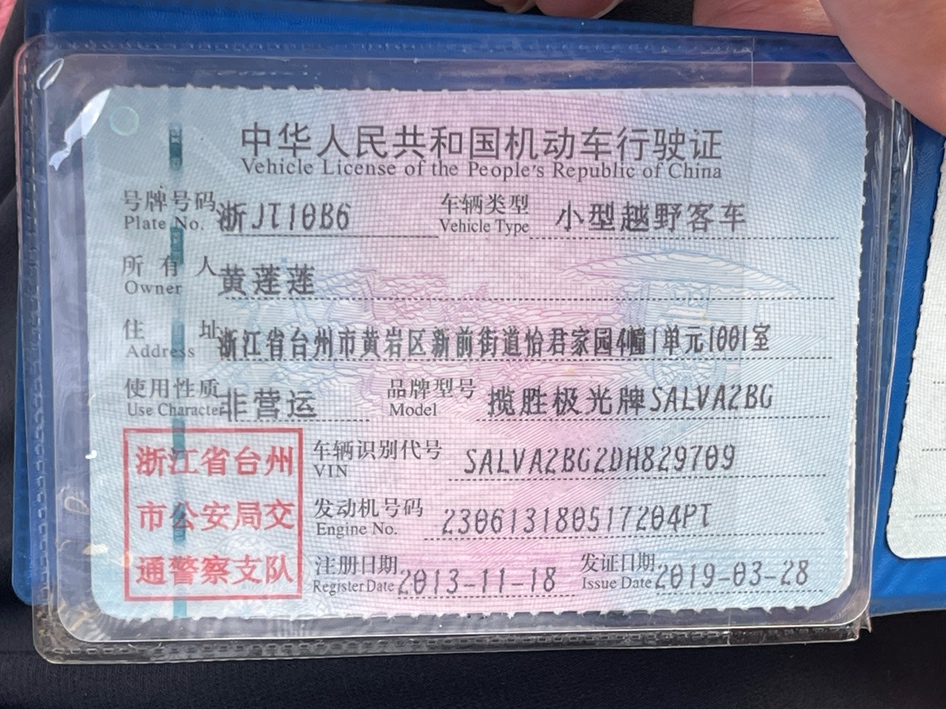 中华人民共和国机动车行驶证
Vehicle License of the People's Republic of China
号牌号码 浙JT10B6 车辆类型 小型越野客车
Plate No. Vehicle Type
所有人 黄莲莲
Owner
住址 浙江省台州市黄岩区新前街道怡君家园4幢1单元1001室
Address
使用性质 非营运 品牌型号 揽胜极光牌SALVA2BG
Use Character Model
浙江省台州
市公安局交
通警察支队
车辆识别代号 SALVA2BG2DH829709
VIN
发动机号码 230613180517204PT
Engine No.
注册日期 2013-11-18 发证日期 2019-03-28
Register Date Issue Date